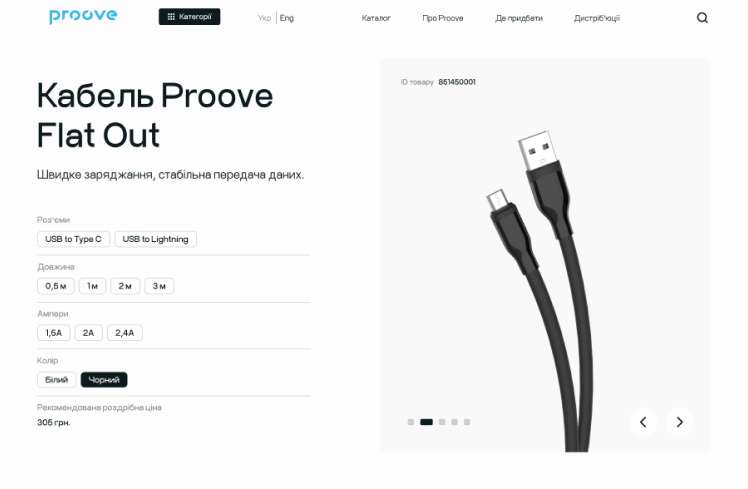 proove
Категорії
Укр | Eng
Каталог
Про Proove
Де придбати
Дистриб'юції
Кабель Proove
Flat Out
Швидке заряджання, стабільна передача даних.
Роз'єми
USB to Type C
USB to Lightning
Довжина
0,5 м
1 м
2 м
3 м
Ампери
1,5A
2A
2,4A
Колір
Білий
Чорний
Рекомендована роздрібна ціна
305 грн.
ID товару 851450001